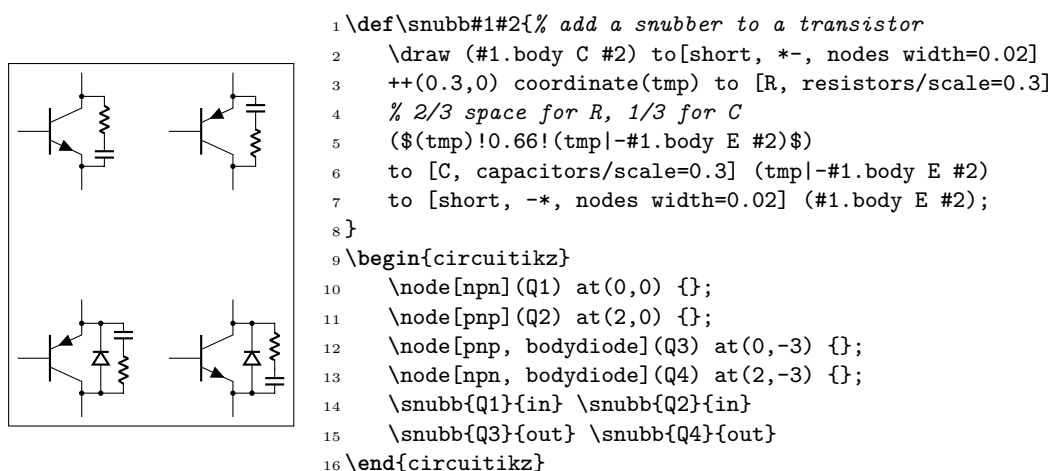 1 \def\snubb#1#2{% add a snubber to a transistor
2 \draw (#1.body C #2) to[short, *-, nodes width=0.02]
3 ++(0.3,0) coordinate(tmp) to [R, resistors/scale=0.3]
4 % 2/3 space for R, 1/3 for C
5 ($(tmp)!0.66!(tmp|-#1.body E #2)$)
6 to [C, capacitors/scale=0.3] (tmp|-#1.body E #2)
7 to [short, -*, nodes width=0.02] (#1.body E #2);
8 }
9 \begin{circuitikz}
10 \node[npn](Q1) at(0,0) {};
11 \node[pnp](Q2) at(2,0) {};
12 \node[pnp, bodydiode](Q3) at(0,-3) {};
13 \node[npn, bodydiode](Q4) at(2,-3) {};
14 \snubb{Q1}{in} \snubb{Q2}{in}
15 \snubb{Q3}{out} \snubb{Q4}{out}
16 \end{circuitikz}